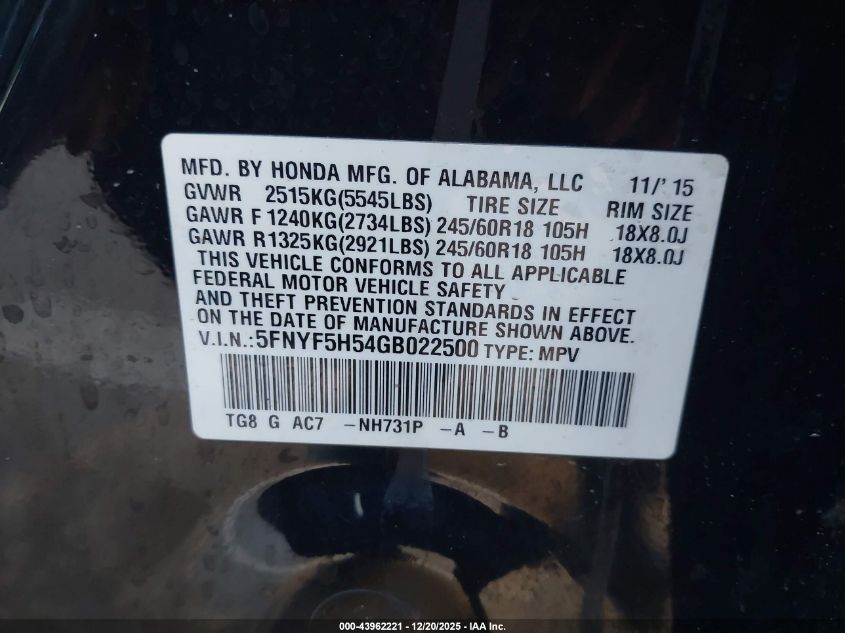 MFD. BY HONDA MFG. OF ALABAMA, LLC 11/'15
GVWR 2515KG(5545LBS) TIRE SIZE RIM SIZE
GAWR F 1240KG(2734LBS) 245/60R18 105H 18X8.0J
GAWR R1325KG(2921LBS) 245/60R18 105H 18X8.0J
THIS VEHICLE CONFORMS TO ALL APPLICABLE
FEDERAL MOTOR VEHICLE SAFETY
AND THEFT PREVENTION STANDARDS IN EFFECT
ON THE DATE OF MANUFACTURE SHOWN ABOVE.
V.I.N.:5FNYF5H54GB022500 TYPE: MPV
TG8 G AC7 -NH731P -A -B
000-43962221 - 12/20/2025 - IAA Inc.